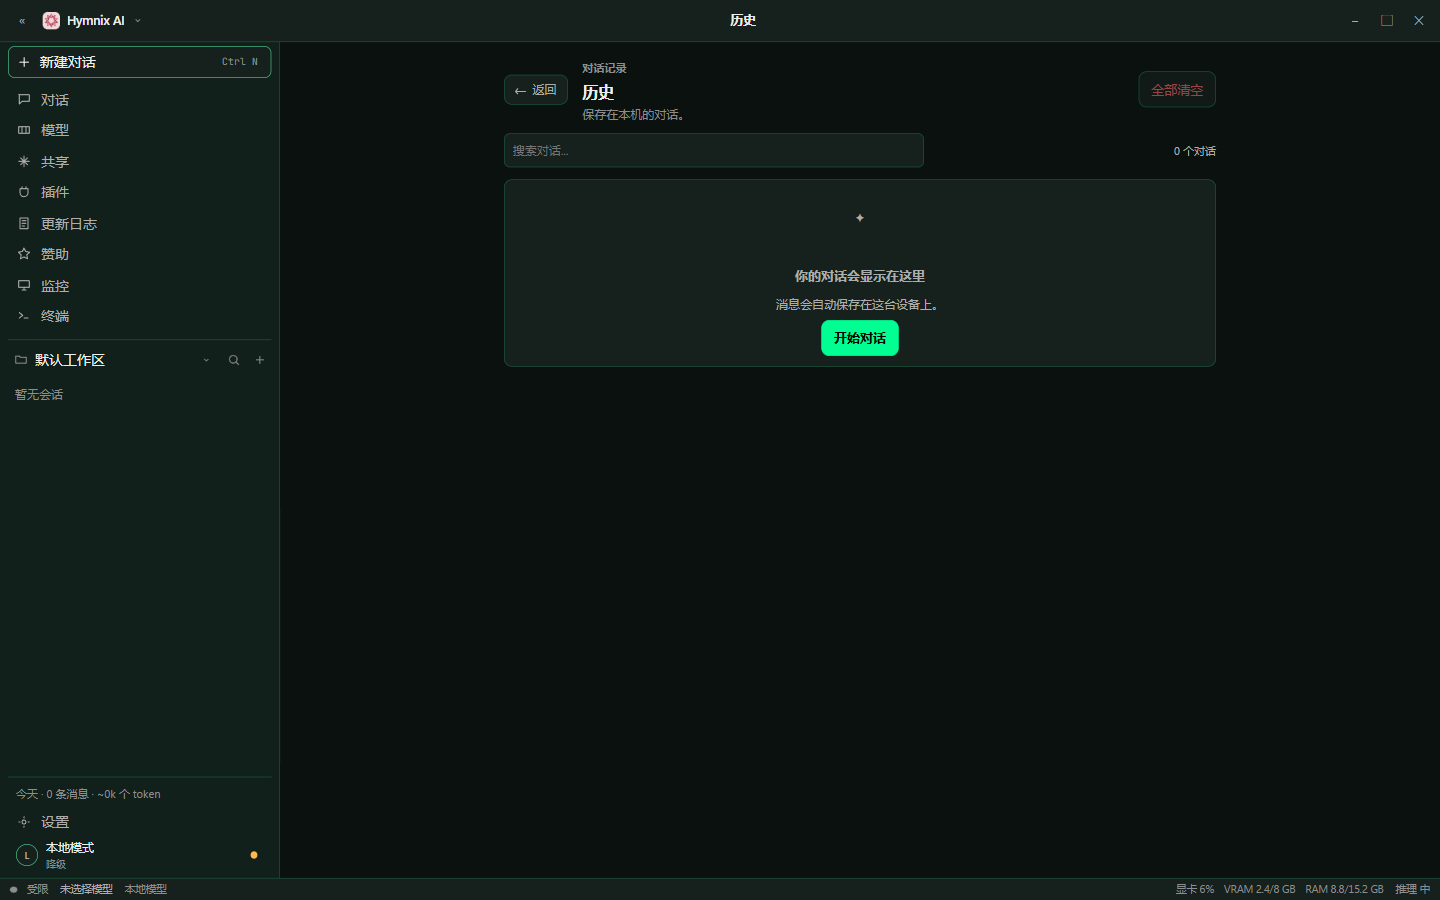 « Hymnix AI
历史
+ 新建对话 Ctrl N
对话
模型
共享
插件
更新日志
赞助
监控
终端
默认工作区
暂无会话
今天 · 0 条消息 · ~0k 个 token
设置
L 本地模式
降级
对话记录
← 返回 历史
保存在本机的对话。
全部清空
搜索对话...
0 个对话
你的对话会显示在这里
消息会自动保存在这台设备上。
开始对话
受限 未选择模型 本地模型
显卡 6% VRAM 2.4/8 GB RAM 8.8/15.2 GB 推理 中